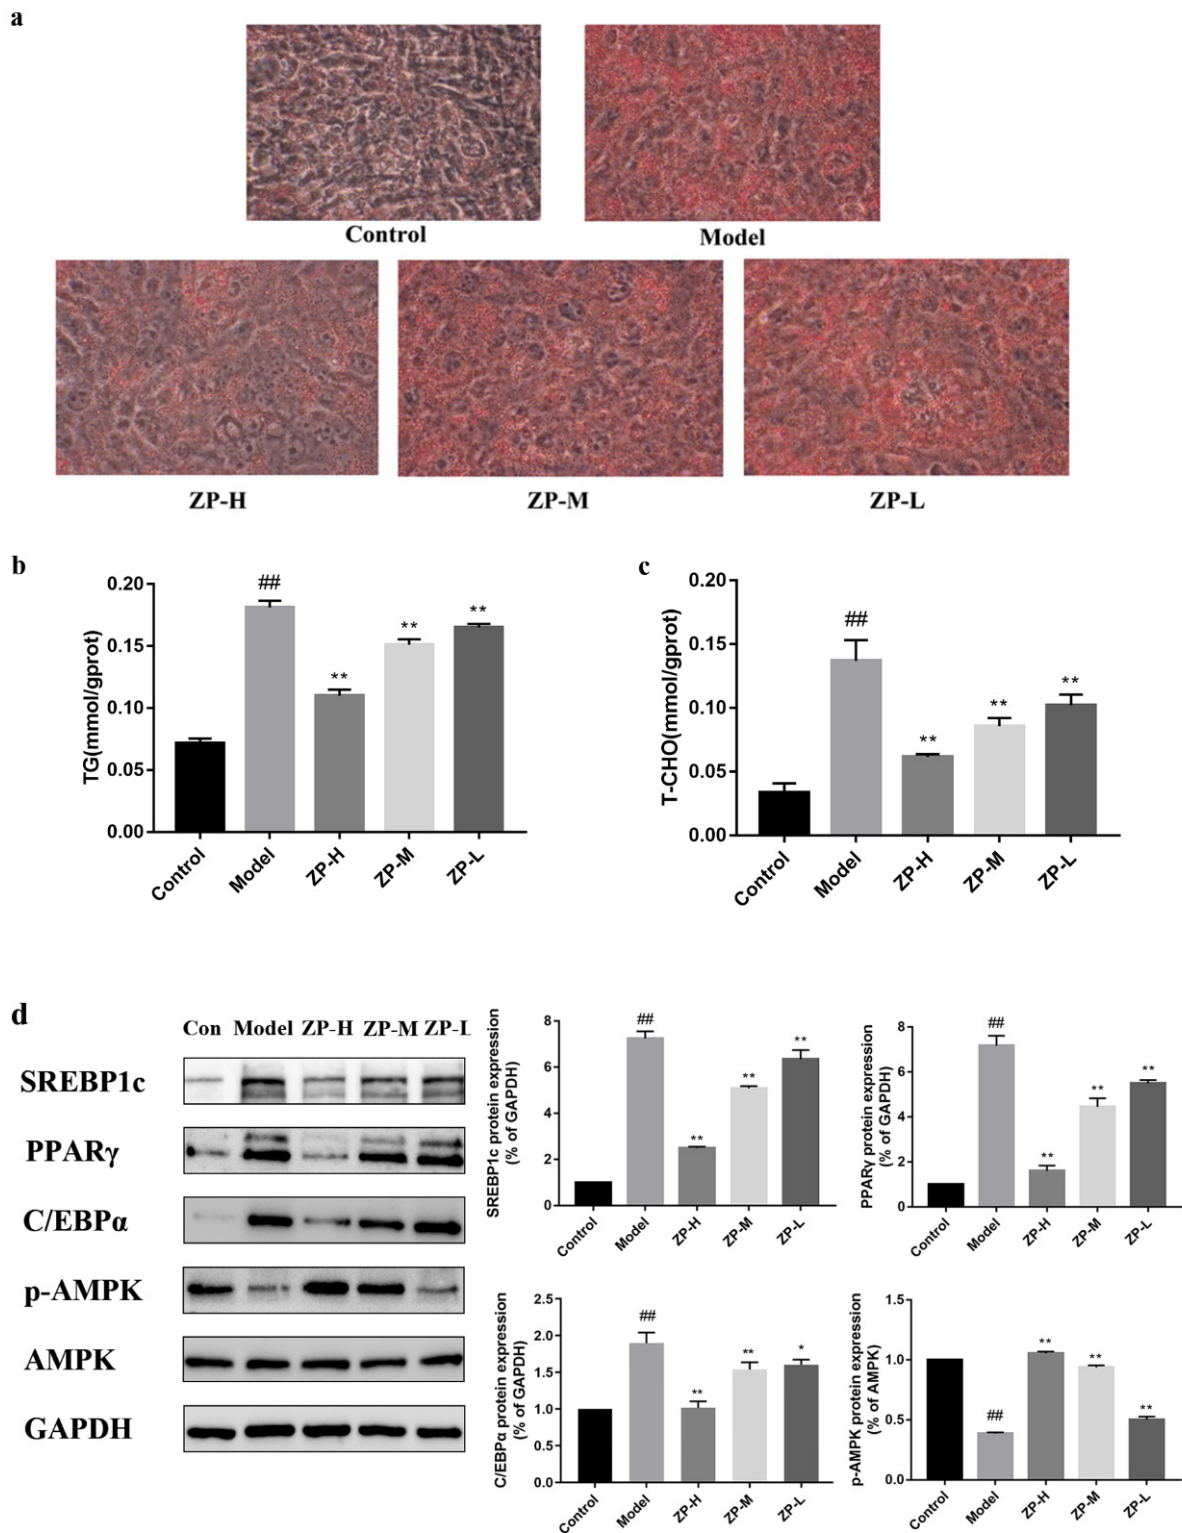 a
Control Model
ZP-H ZP-M ZP-L
b
TG(mmol/gprot)
0.20
0.15
0.10
0.05
0.00
##
**
**
**
Control Model ZP-H ZP-M ZP-L
c
T-CHO(mmol/gprot)
0.20
0.15
0.10
0.05
0.00
##
**
**
**
Control Model ZP-H ZP-M ZP-L
d
Con Model ZP-H ZP-M ZP-L
SREBP1c
PPARγ
C/EBPα
p-AMPK
AMPK
GAPDH
SREBP1c protein expression
(% of GAPDH)
8
6
4
2
0
##
**
**
**
Control Model ZP-H ZP-M ZP-L
PPARγ protein expression
(% of GAPDH)
8
6
4
2
0
##
**
**
**
Control Model ZP-H ZP-M ZP-L
C/EBPα protein expression
(% of GAPDH)
2.5
2.0
1.5
1.0
0.5
0.0
##
**
**
*
Control Model ZP-H ZP-M ZP-L
p-AMPK protein expression
(% of AMPK)
1.5
1.0
0.5
0.0
##
**
**
**
Control Model ZP-H ZP-M ZP-L